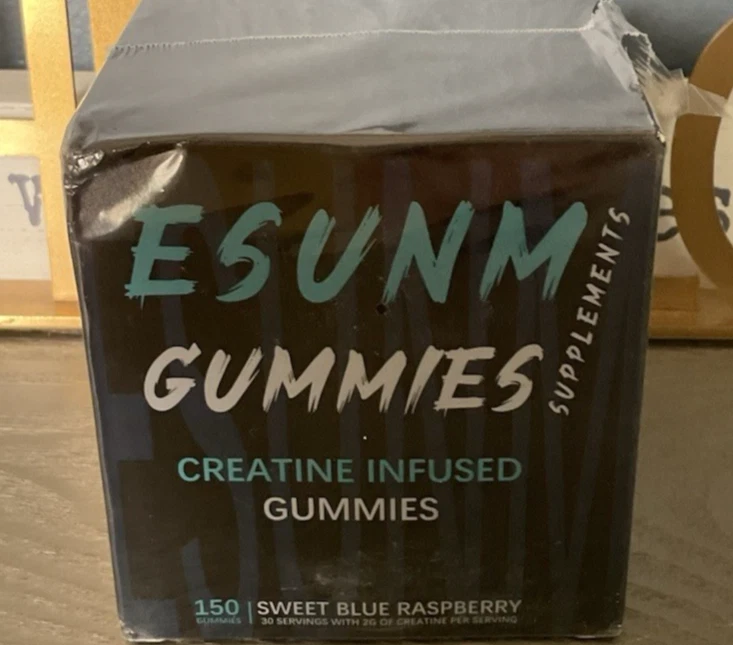 ESUNM
SUPPLEMENTS
GUMMIES
CREATINE INFUSED
GUMMIES
150 GUMMIES | SWEET BLUE RASPBERRY
30 SERVINGS WITH 2G OF CREATINE PER SERVING